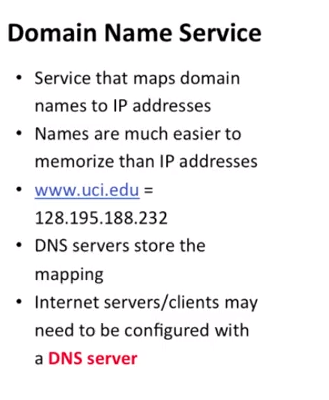 Domain Name Service
• Service that maps domain
names to IP addresses
• Names are much easier to
memorize than IP addresses
• www.uci.edu =
128.195.188.232
• DNS servers store the
mapping
• Internet servers/clients may
need to be configured with
a DNS server